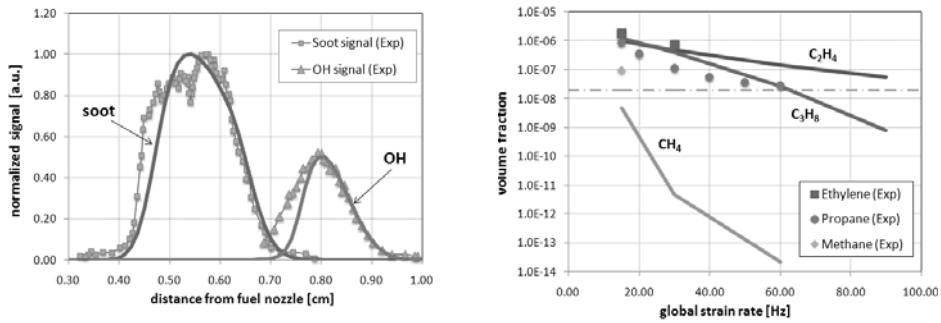 normalized signal [a.u.]
1.00
0.80
0.60
0.40
0.20
0.00
Soot signal (Exp)
OH signal (Exp)
soot
OH
0.30 0.40 0.50 0.60 0.70 0.80 0.90 1.00
distance from fuel nozzle [cm]
volume fraction
1.0E-05
1.0E-06
1.0E-07
1.0E-08
1.0E-09
1.0E-10
1.0E-11
1.0E-12
1.0E-13
1.0E-14
C₂H₄
C₃H₈
CH₄
Ethylene (Exp)
Propane (Exp)
Methane (Exp)
0.00 20.00 40.00 60.00 80.00 100.00
global strain rate [Hz]